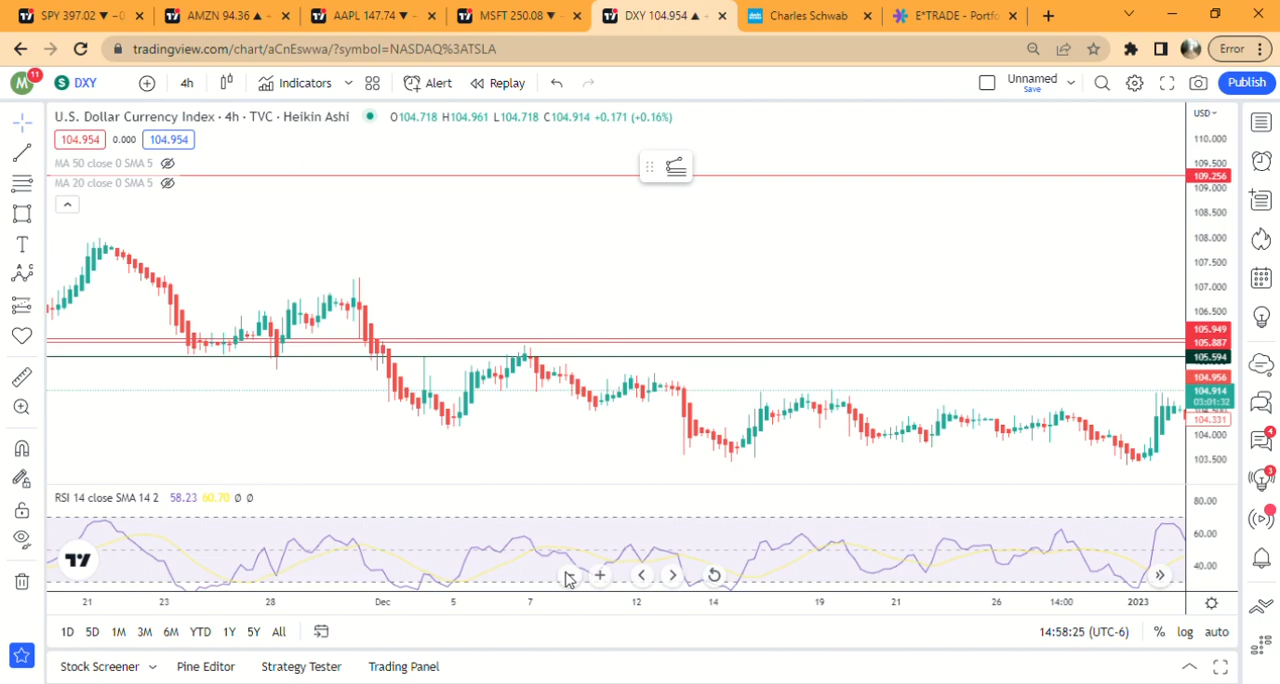 SPY 397.02 ▼ −0
AMZN 94.36 ▲ +
AAPL 147.74 ▼ −
MSFT 250.08 ▼ −
DXY 104.954 ▲ +
Charles Schwab
E*TRADE - Portfo
tradingview.com/chart/aCnEswwa/?symbol=NASDAQ%3ATSLA
Error
M 11
S DXY
4h
Indicators
Alert
Replay
Unnamed
Save
Publish
U.S. Dollar Currency Index · 4h · TVC · Heikin Ashi
O104.718 H104.961 L104.718 C104.914 +0.171 (+0.16%)
USD
104.954 0.000 104.954
MA 50 close 0 SMA 5
MA 20 close 0 SMA 5
110.000
109.500
109.256
109.000
108.500
108.000
107.500
107.000
106.500
105.949
105.887
105.594
104.956
104.914
03:01:32
104.331
104.000
103.500
4
3
RSI 14 close SMA 14 2 58.23 60.70 Ø Ø
80.00
60.00
40.00
21 23 28 Dec 5 7 12 14 19 21 26 14:00 2023
1D 5D 1M 3M 6M YTD 1Y 5Y All
14:58:25 (UTC-6) % log auto
Stock Screener Pine Editor Strategy Tester Trading Panel